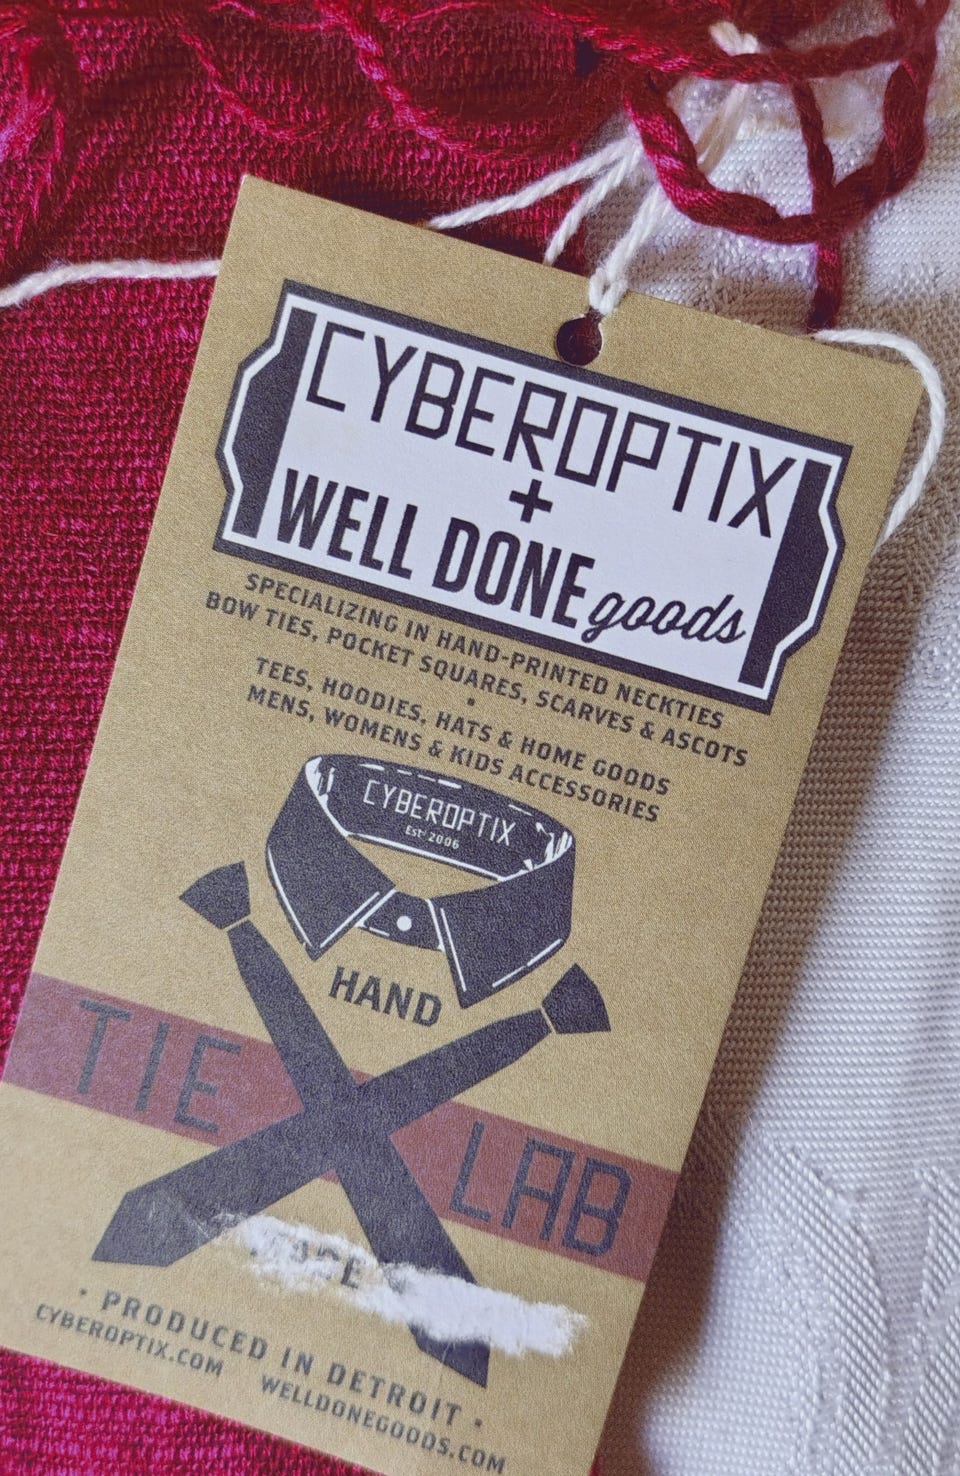 CYBEROPTIX
+
WELL DONE goods
SPECIALIZING IN HAND-PRINTED NECKTIES
BOW TIES, POCKET SQUARES, SCARVES & ASCOTS
•
TEES, HOODIES, HATS & HOME GOODS
MENS, WOMENS & KIDS ACCESSORIES
CYBEROPTIX
Est 2006
HAND
TIE LAB
• PRODUCED IN DETROIT •
CYBEROPTIX.COM WELLDONEGOODS.COM